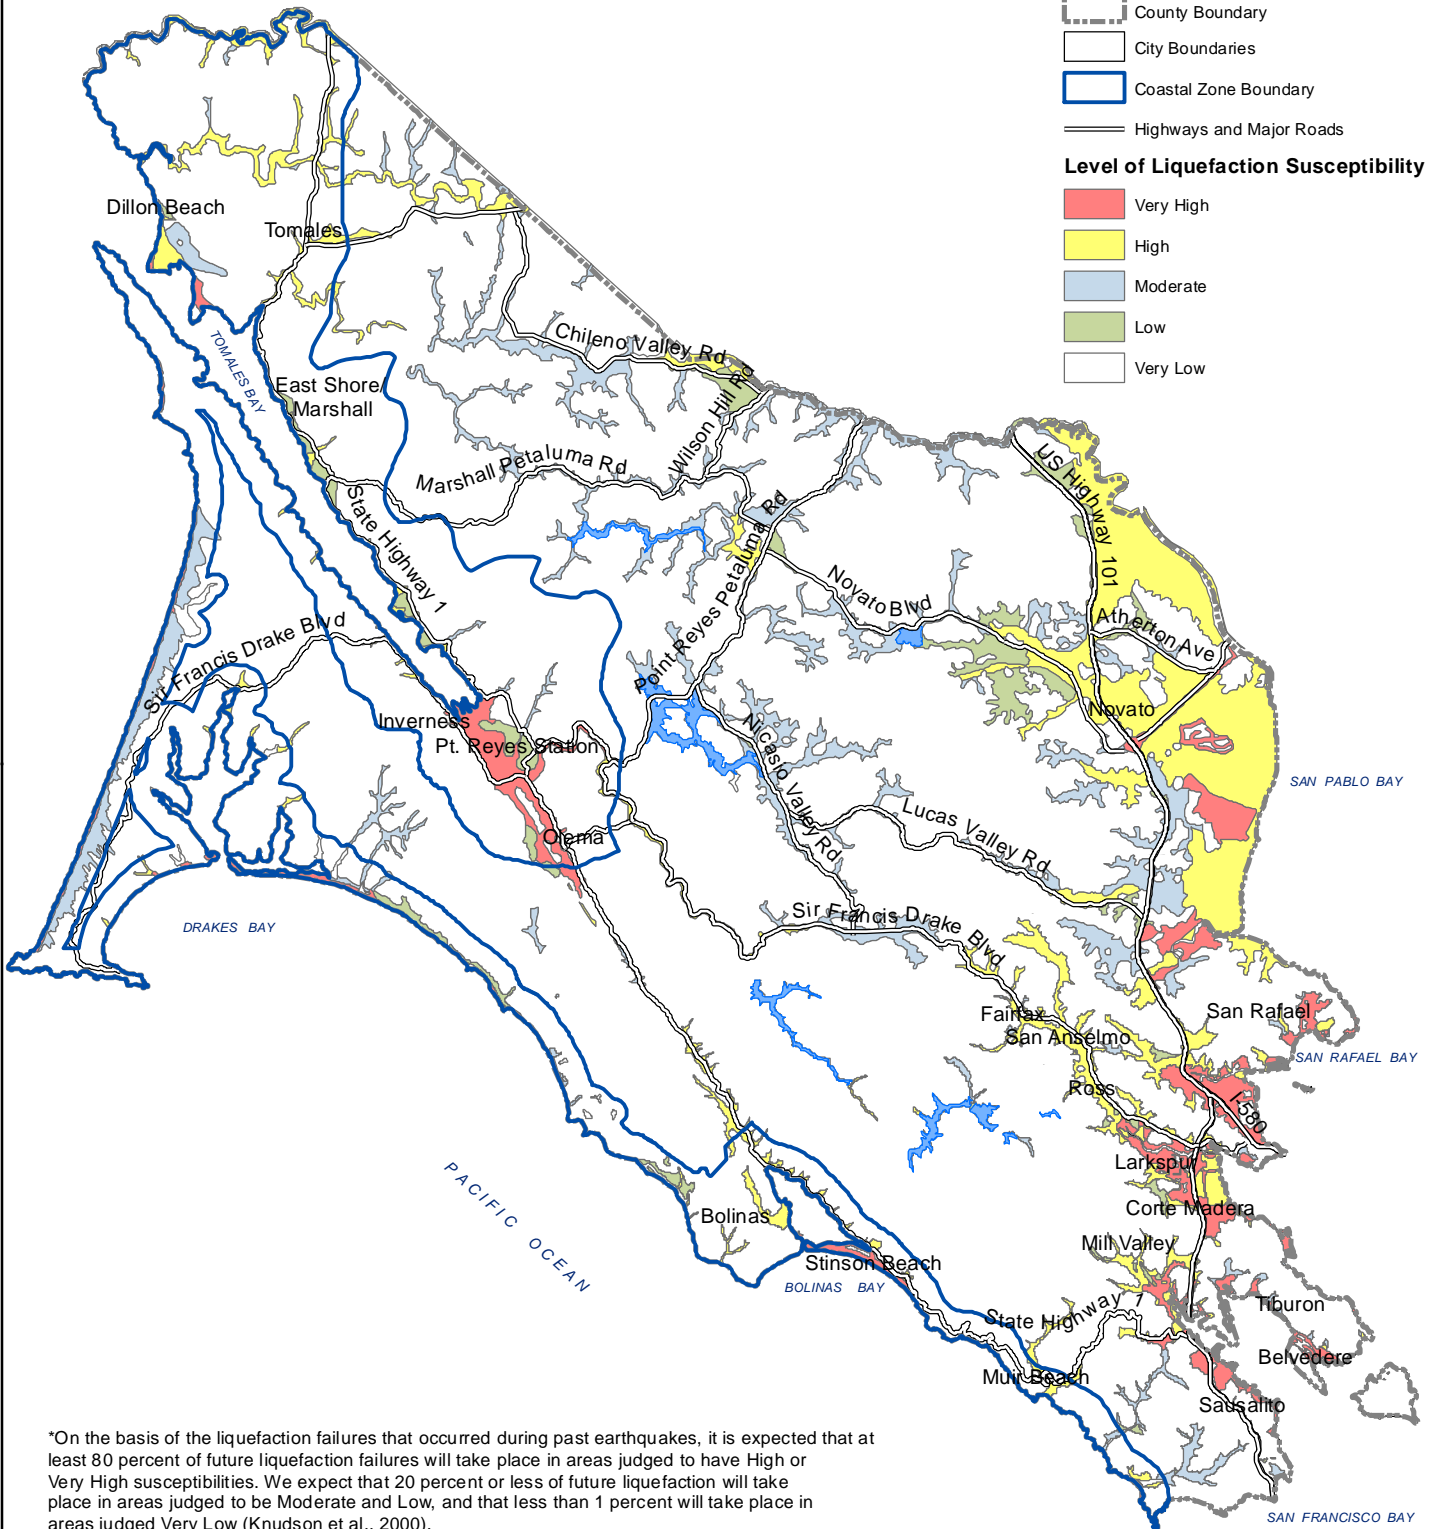 County Boundary
City Boundaries
Coastal Zone Boundary
Highways and Major Roads
Level of Liquefaction Susceptibility
Very High
High
Moderate
Low
Very Low
Dillon Beach
Tomales
TOMALES BAY
Chileno Valley Rd
East Shore/
Marshall
Wilson Hill Rd
Marshall Petaluma Rd
US Highway 101
State Highway 1
Point Reyes Petaluma Rd
Novato Blvd
Atherton Ave
Sir Francis Drake Blvd
Novato
Inverness
Pt. Reyes Station
Nicasio Valley Rd
SAN PABLO BAY
Lucas Valley Rd
Olema
DRAKES BAY
Sir Francis Drake Blvd
Fairfax
San Rafael
San Anselmo
SAN RAFAEL BAY
Ross
I-580
Larkspur
PACIFIC OCEAN
Corte Madera
Bolinas
Mill Valley
Stinson Beach
BOLINAS BAY
Tiburon
State Highway 1
Belvedere
Muir Beach
Sausalito
*On the basis of the liquefaction failures that ocurred during past earthquakes, it is expected that at
least 80 percent of future liquefaction failures will take place in areas judged to have High or
Very High susceptibilities. We expect that 20 percent or less of future liquefaction will take
place in areas judged to be Moderate and Low, and that less than 1 percent will take place in
areas judged Very Low (Knudson et al., 2000).
SAN FRANCISCO BAY